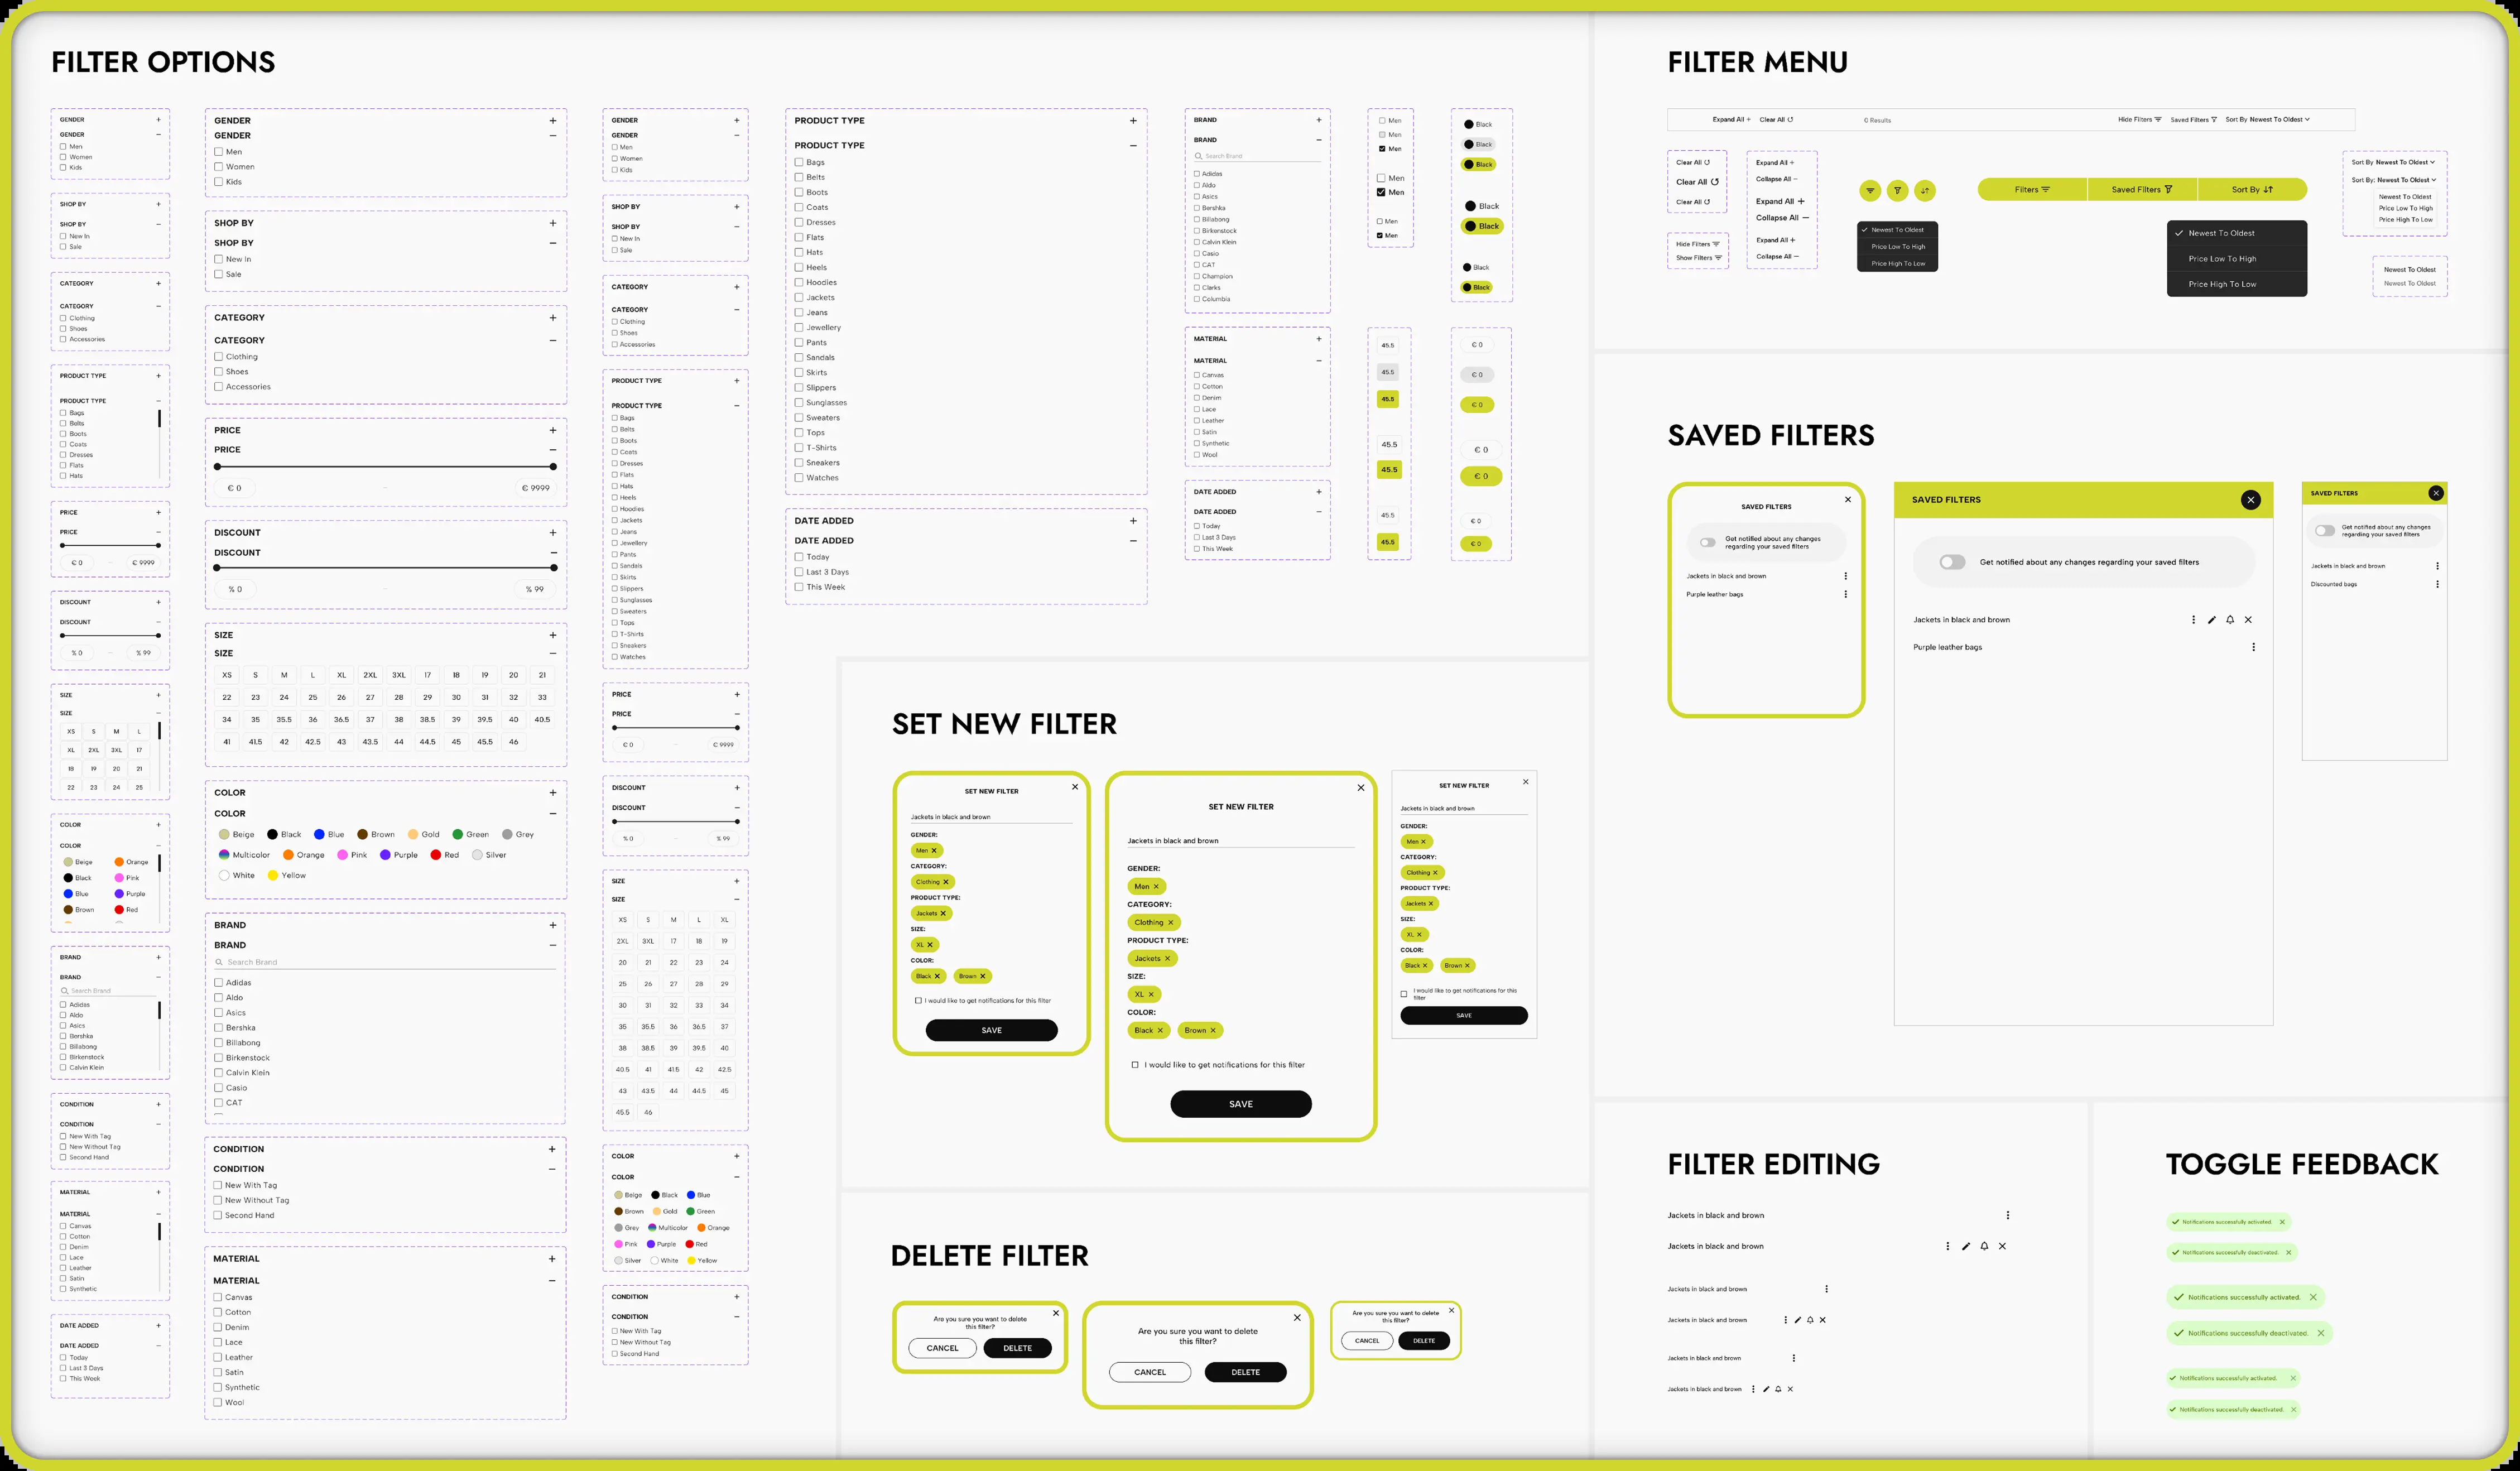 FILTER OPTIONS
GENDER
GENDER
Men
Women
Kids
SHOP BY
SHOP BY
New In
Sale
CATEGORY
CATEGORY
Clothing
Shoes
Accessories
PRODUCT TYPE
PRODUCT TYPE
Bags
Belts
Boots
Coats
Dresses
Flats
Hats
PRICE
PRICE
€ 0 – € 9999
DISCOUNT
DISCOUNT
% 0 – % 99
SIZE
SIZE
XS S M L
XL 2XL 3XL 17
18 19 20 21
22 23 24 25
COLOR
COLOR
Beige Orange
Black Pink
Blue Purple
Brown Red
BRAND
BRAND
Search Brand
Adidas
Aldo
Asics
Bershka
Billabong
Birkenstock
Calvin Klein
CONDITION
CONDITION
New With Tag
New Without Tag
Second Hand
MATERIAL
MATERIAL
Canvas
Cotton
Denim
Lace
Leather
Satin
Synthetic
DATE ADDED
DATE ADDED
Today
Last 3 Days
This Week
GENDER
GENDER
Men
Women
Kids
SHOP BY
SHOP BY
New In
Sale
CATEGORY
CATEGORY
Clothing
Shoes
Accessories
PRICE
PRICE
€ 0 – € 9999
DISCOUNT
DISCOUNT
% 0 – % 99
SIZE
SIZE
XS S M L XL 2XL 3XL 17 18 19 20 21
22 23 24 25 26 27 28 29 30 31 32 33
34 35 35.5 36 36.5 37 38 38.5 39 39.5 40 40.5
41 41.5 42 42.5 43 43.5 44 44.5 45 45.5 46
COLOR
COLOR
Beige Black Blue Brown Gold Green Grey
Multicolor Orange Pink Purple Red Silver
White Yellow
BRAND
BRAND
Search Brand
Adidas
Aldo
Asics
Bershka
Billabong
Birkenstock
Calvin Klein
Casio
CAT
CONDITION
CONDITION
New With Tag
New Without Tag
Second Hand
MATERIAL
MATERIAL
Canvas
Cotton
Denim
Lace
Leather
Satin
Synthetic
Wool
GENDER
GENDER
Men
Women
Kids
SHOP BY
SHOP BY
New In
Sale
CATEGORY
CATEGORY
Clothing
Shoes
Accessories
PRODUCT TYPE
PRODUCT TYPE
Bags
Belts
Boots
Coats
Dresses
Flats
Hats
Heels
Hoodies
Jackets
Jeans
Jewellery
Pants
Sandals
Skirts
Slippers
Sunglasses
Sweaters
Tops
T-Shirts
Sneakers
Watches
PRICE
PRICE
€ 0 – € 9999
DISCOUNT
DISCOUNT
% 0 – % 99
SIZE
SIZE
XS S M L XL
2XL 3XL 17 18 19
20 21 22 23 24
25 26 27 28 29
30 31 32 33 34
35 35.5 36 36.5 37
38 38.5 39 39.5 40
40.5 41 41.5 42 42.5
43 43.5 44 44.5 45
45.5 46
COLOR
COLOR
Beige Black Blue
Brown Gold Green
Grey Multicolor Orange
Pink Purple Red
Silver White Yellow
CONDITION
CONDITION
New With Tag
New Without Tag
Second Hand
PRODUCT TYPE
PRODUCT TYPE
Bags
Belts
Boots
Coats
Dresses
Flats
Hats
Heels
Hoodies
Jackets
Jeans
Jewellery
Pants
Sandals
Skirts
Slippers
Sunglasses
Sweaters
Tops
T-Shirts
Sneakers
Watches
DATE ADDED
DATE ADDED
Today
Last 3 Days
This Week
BRAND
BRAND
Search Brand
Adidas
Aldo
Asics
Bershka
Billabong
Birkenstock
Calvin Klein
Casio
CAT
Champion
Clarks
Columbia
MATERIAL
MATERIAL
Canvas
Cotton
Denim
Lace
Leather
Satin
Synthetic
Wool
DATE ADDED
DATE ADDED
Today
Last 3 Days
This Week
Men
Men
Men
Men
Men
Men
Men
Black
Black
Black
Black
Black
Black
Black
45.5
45.5
45.5
45.5
45.5
45.5
45.5
€ 0
€ 0
€ 0
€ 0
€ 0
€ 0
€ 0
SET NEW FILTER
SET NEW FILTER
Jackets in black and brown
GENDER:
Men
CATEGORY:
Clothing
PRODUCT TYPE:
Jackets
SIZE:
XL
COLOR:
Black Brown
I would like to get notifications for this filter
SAVE
SET NEW FILTER
Jackets in black and brown
GENDER:
Men
CATEGORY:
Clothing
PRODUCT TYPE:
Jackets
SIZE:
XL
COLOR:
Black Brown
I would like to get notifications for this filter
SAVE
SET NEW FILTER
Jackets in black and brown
GENDER:
Men
CATEGORY:
Clothing
PRODUCT TYPE:
Jackets
SIZE:
XL
COLOR:
Black Brown
I would like to get notifications for this
filter
SAVE
DELETE FILTER
Are you sure you want to delete
this filter?
CANCEL DELETE
Are you sure you want to delete
this filter?
CANCEL DELETE
Are you sure you want to delete
this filter?
CANCEL DELETE
FILTER MENU
Expand All Clear All 0 Results Hide Filters Saved Filters Sort By Newest To Oldest
Clear All
Clear All
Clear All
Hide Filters
Show Filters
Expand All
Collapse All
Expand All
Collapse All
Expand All
Collapse All
Newest To Oldest
Price Low To High
Price High To Low
Filters Saved Filters Sort By
Newest To Oldest
Price Low To High
Price High To Low
Sort By Newest To Oldest
Sort By: Newest To Oldest
Newest To Oldest
Price Low To High
Price High To Low
Newest To Oldest
Newest To Oldest
SAVED FILTERS
SAVED FILTERS
Get notified about any changes
regarding your saved filters
Jackets in black and brown
Purple leather bags
SAVED FILTERS
Get notified about any changes regarding your saved filters
Jackets in black and brown
Purple leather bags
SAVED FILTERS
Get notified about any changes
regarding your saved filters
Jackets in black and brown
Discounted bags
FILTER EDITING
Jackets in black and brown
Jackets in black and brown
Jackets in black and brown
Jackets in black and brown
Jackets in black and brown
Jackets in black and brown
TOGGLE FEEDBACK
Notifications successfully activated.
Notifications successfully deactivated.
Notifications successfully activated.
Notifications successfully deactivated.
Notifications successfully activated.
Notifications successfully deactivated.